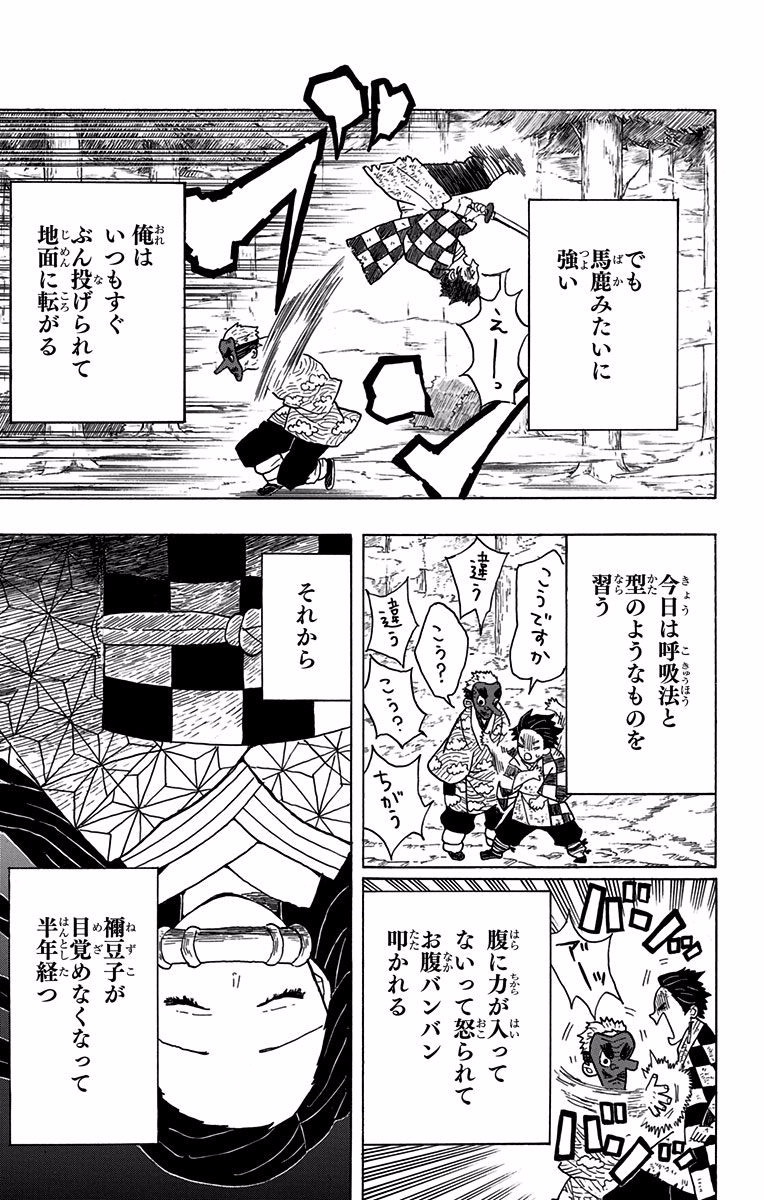 でも
馬鹿みたいに
強い
えーっ
俺は
いつもすぐ
ぶん投げられて
地面に転がる
今日は呼吸法と
型のようなものを
習う
こうですか
違う
こう？
違う
こう？
ちがう
腹に力が入って
ないって怒られて
お腹バンバン
叩かれる
バンバン
バンバン
それから
禰豆子が
目覚めなくなって
半年経つ